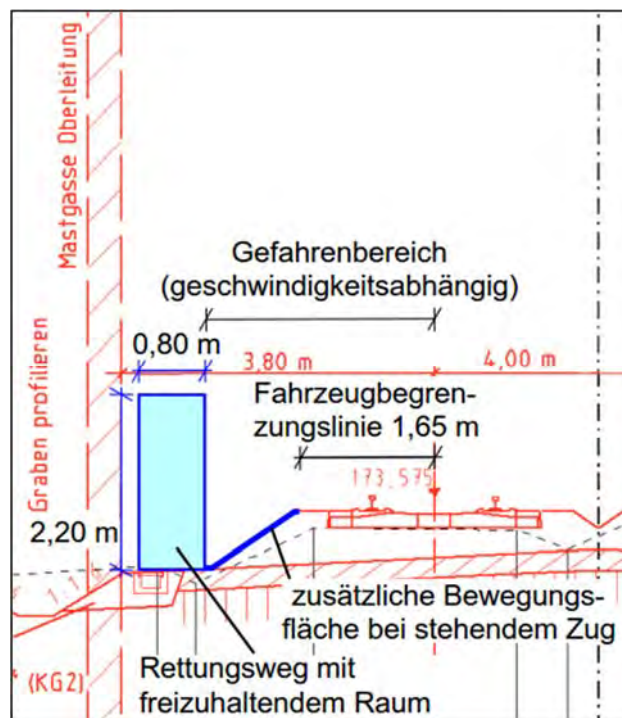 Mastgasse Oberleitung
Graben profilieren
Gefahrenbereich
(geschwindigkeitsabhängig)
0,80 m
3,80 m
4,00 m
Fahrzeugbegren-
zungslinie 1,65 m
173,575
2,20 m
zusätzliche Bewegungs-
fläche bei stehendem Zug
Rettungsweg mit
freizuhaltendem Raum
(KG2)